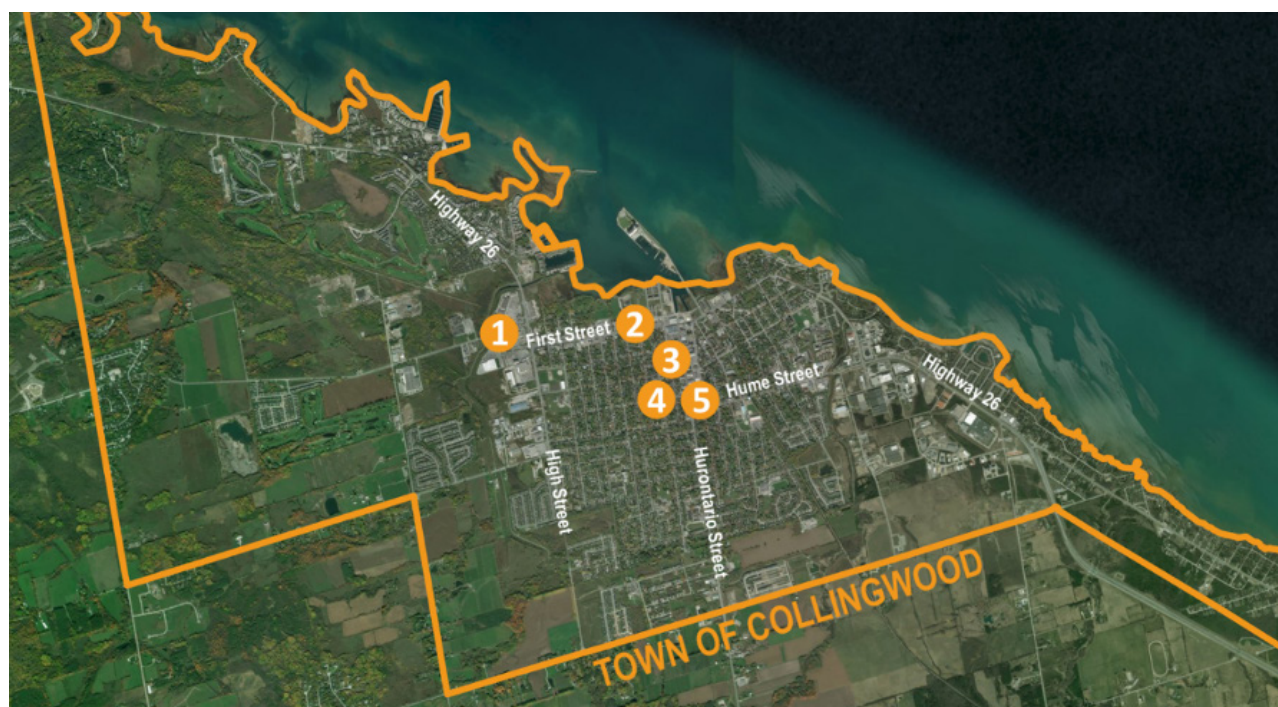 Highway 26
1
First Street
2
3
4
5
Hume Street
Highway 26
High Street
Hurontario Street
TOWN OF COLLINGWOOD